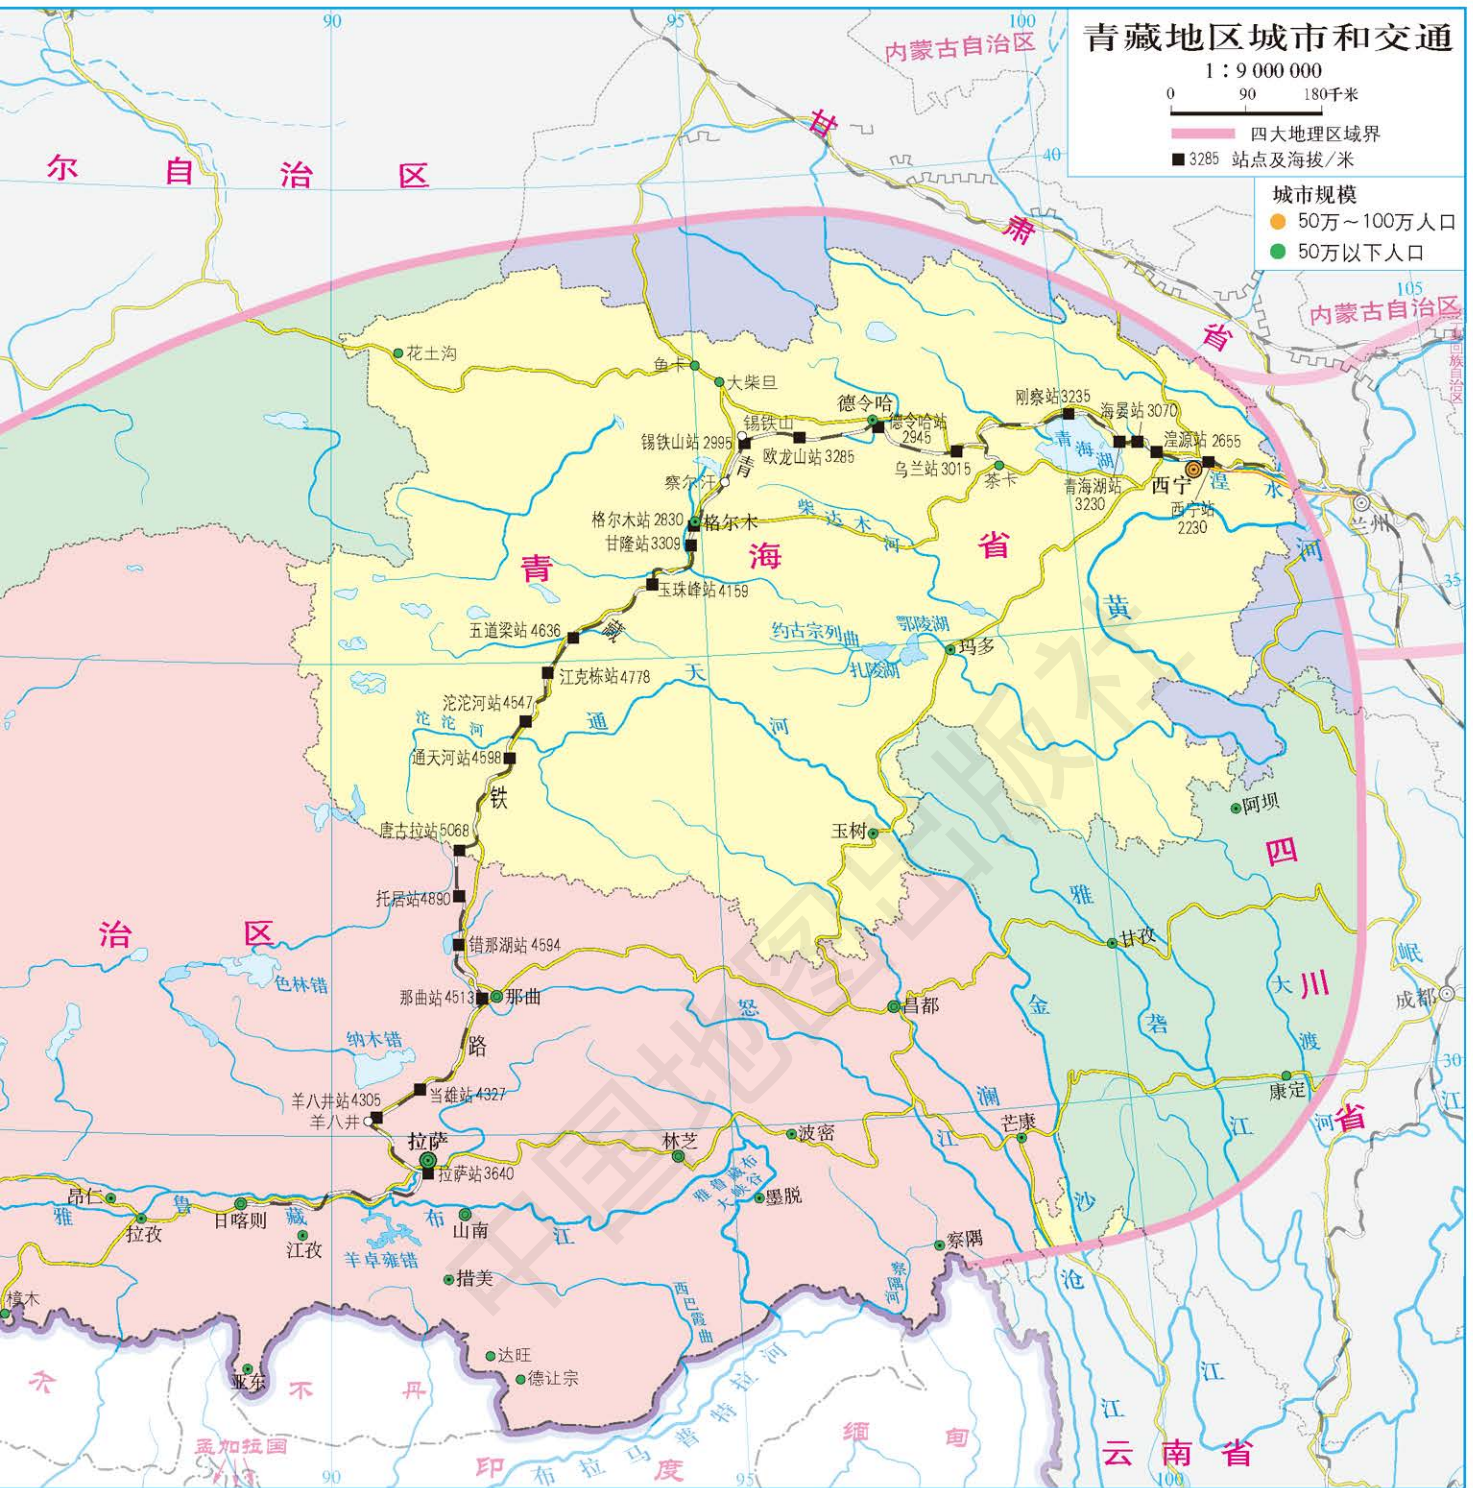 青藏地区城市和交通
1：9 000 000
0 90 180千米
四大地理区域界
3285 站点及海拔/米
城市规模
50万～100万人口
50万以下人口
90
95
100
内蒙古自治区
甘
肃
省
40
105
内蒙古自治区
尔自治区
花土沟
鱼卡
大柴旦
锡铁山
锡铁山站 2995
欧龙山站 3285
德令哈
德令哈站
2945
乌兰站 3015
茶卡
刚察站3235
海晏站 3070
湟源站 2655
青海湖
青海湖站
3230
西宁
西宁站
2230
湟水
兰州
察尔汗
格尔木站 2830
格尔木
甘隆站 3309
柴达木河
青海省
玉珠峰站 4159
35
黄
河
五道梁站 4636
约古宗列曲
鄂陵湖
扎陵湖
玛多
江克栋站 4778
沱沱河站 4547
沱沱河
通天河
通天河站 4598
青藏铁路
唐古拉站 5068
玉树
阿坝
四川省
托居站 4890
治区
错那湖站 4594
色林错
那曲站 4513
那曲
怒
昌都
雅砻江
甘孜
大渡河
金沙
岷
江
成都
纳木错
30
康定
当雄站 4327
羊八井站 4305
羊八井
澜沧江
江
芒康
拉萨
拉萨站 3640
林芝
波密
雅鲁藏布
大峡谷
墨脱
昂仁
雅鲁藏布江
拉孜
日喀则
江孜
山南
羊卓雍错
措美
察隅
察隅河
西巴霞曲
樟木
亚东
达旺
德让宗
尔
不丹
孟加拉国
印度
布拉马普特拉河
缅甸
江
云南省
90
95
100
中国地图出版社